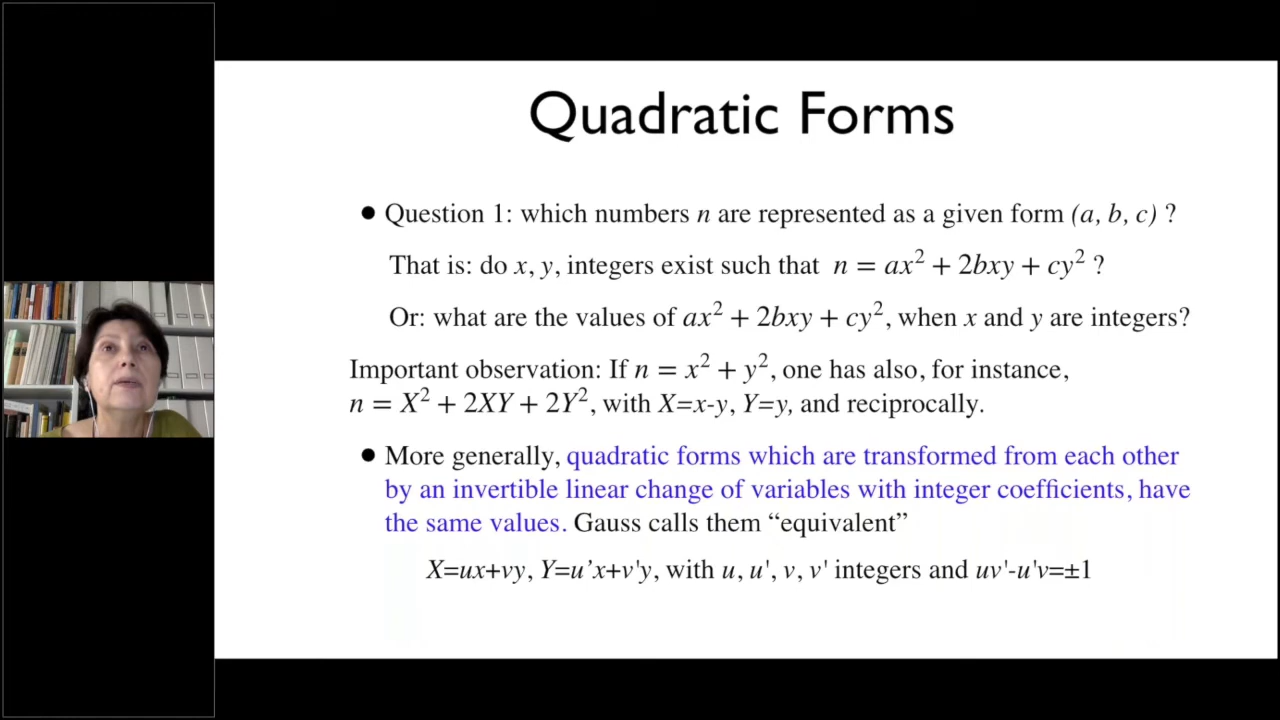 Quadratic Forms
• Question 1: which numbers n are represented as a given form (a, b, c) ?
That is: do x, y, integers exist such that n = ax² + 2bxy + cy² ?
Or: what are the values of ax² + 2bxy + cy², when x and y are integers?
Important observation: If n = x² + y², one has also, for instance,
n = X² + 2XY + 2Y², with X=x-y, Y=y, and reciprocally.
• More generally, quadratic forms which are transformed from each other
by an invertible linear change of variables with integer coefficients, have
the same values. Gauss calls them “equivalent”
X=ux+vy, Y=u’x+v'y, with u, u', v, v' integers and uv'-u'v=±1